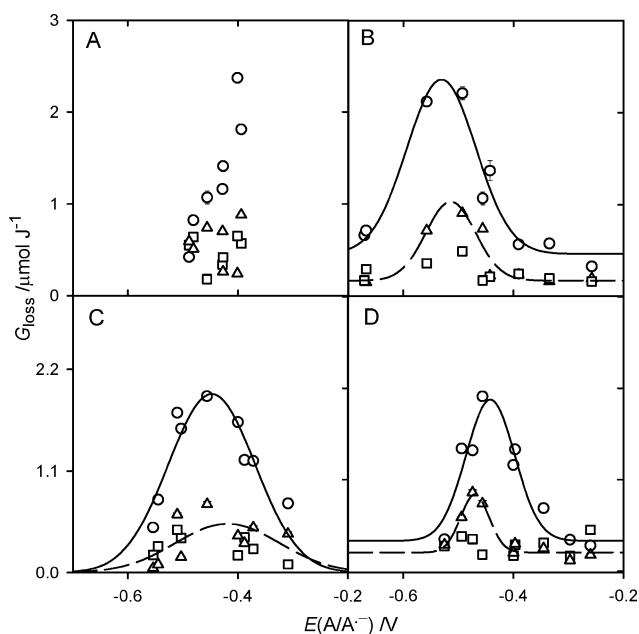 3
A
B
2
1
0
G_loss /μmol J⁻¹
C
D
2.2
1.1
0.0
-0.6 -0.4 -0.2 -0.6 -0.4 -0.2
E(A/A·⁻) /V